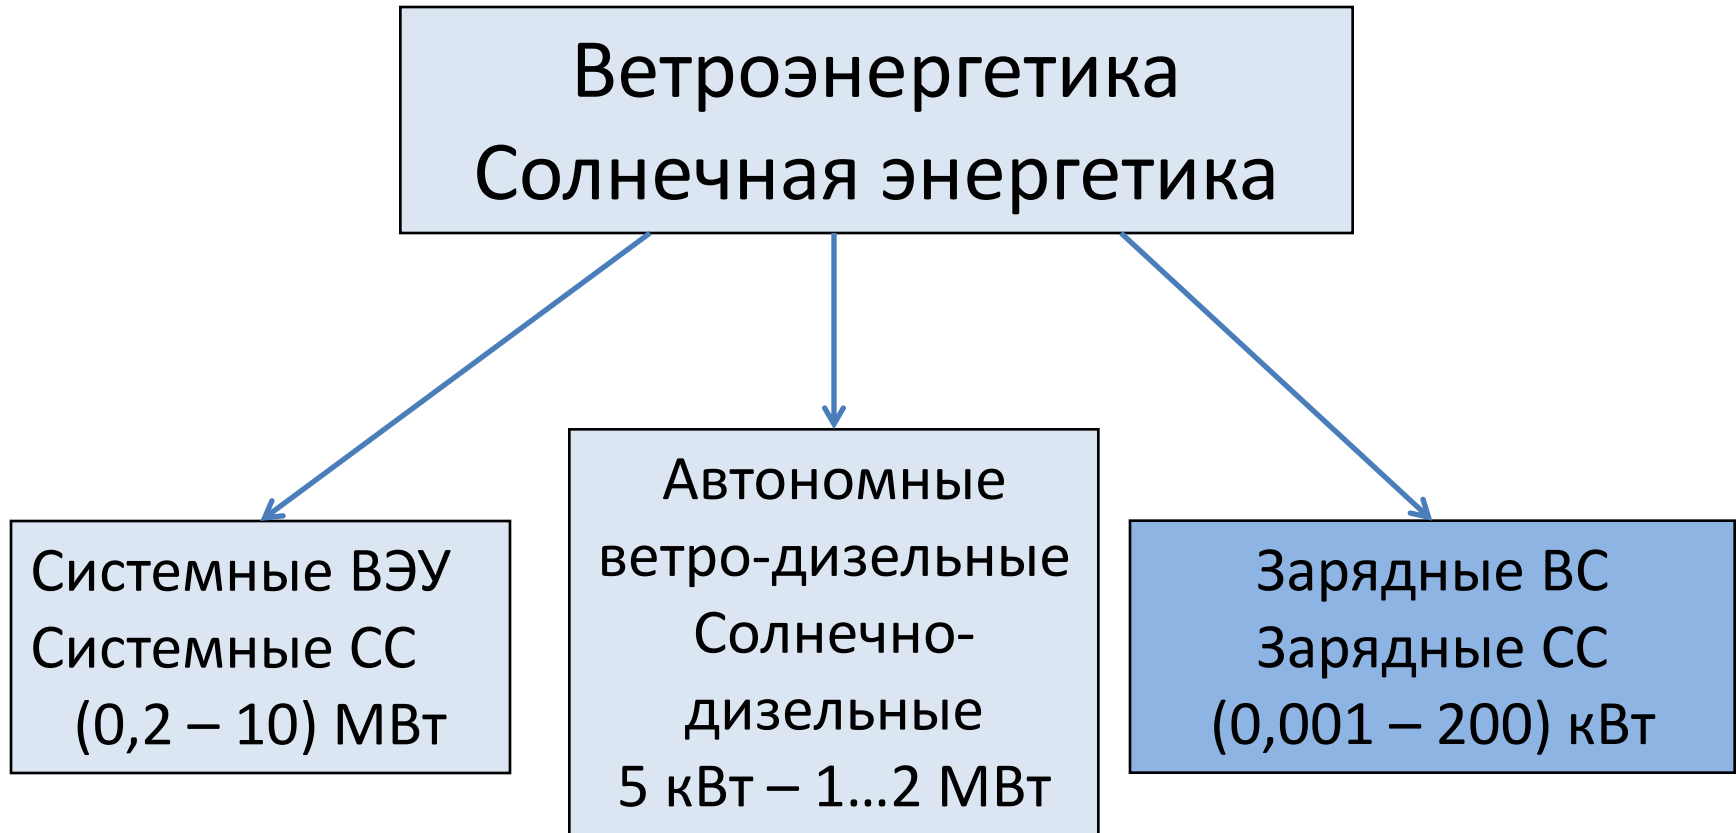 Ветроэнергетика
Солнечная энергетика
Системные ВЭУ
Системные СС
(0,2 – 10) МВт
Автономные
ветро-дизельные
Солнечно-
дизельные
5 кВт – 1...2 МВт
Зарядные ВС
Зарядные СС
(0,001 – 200) кВт